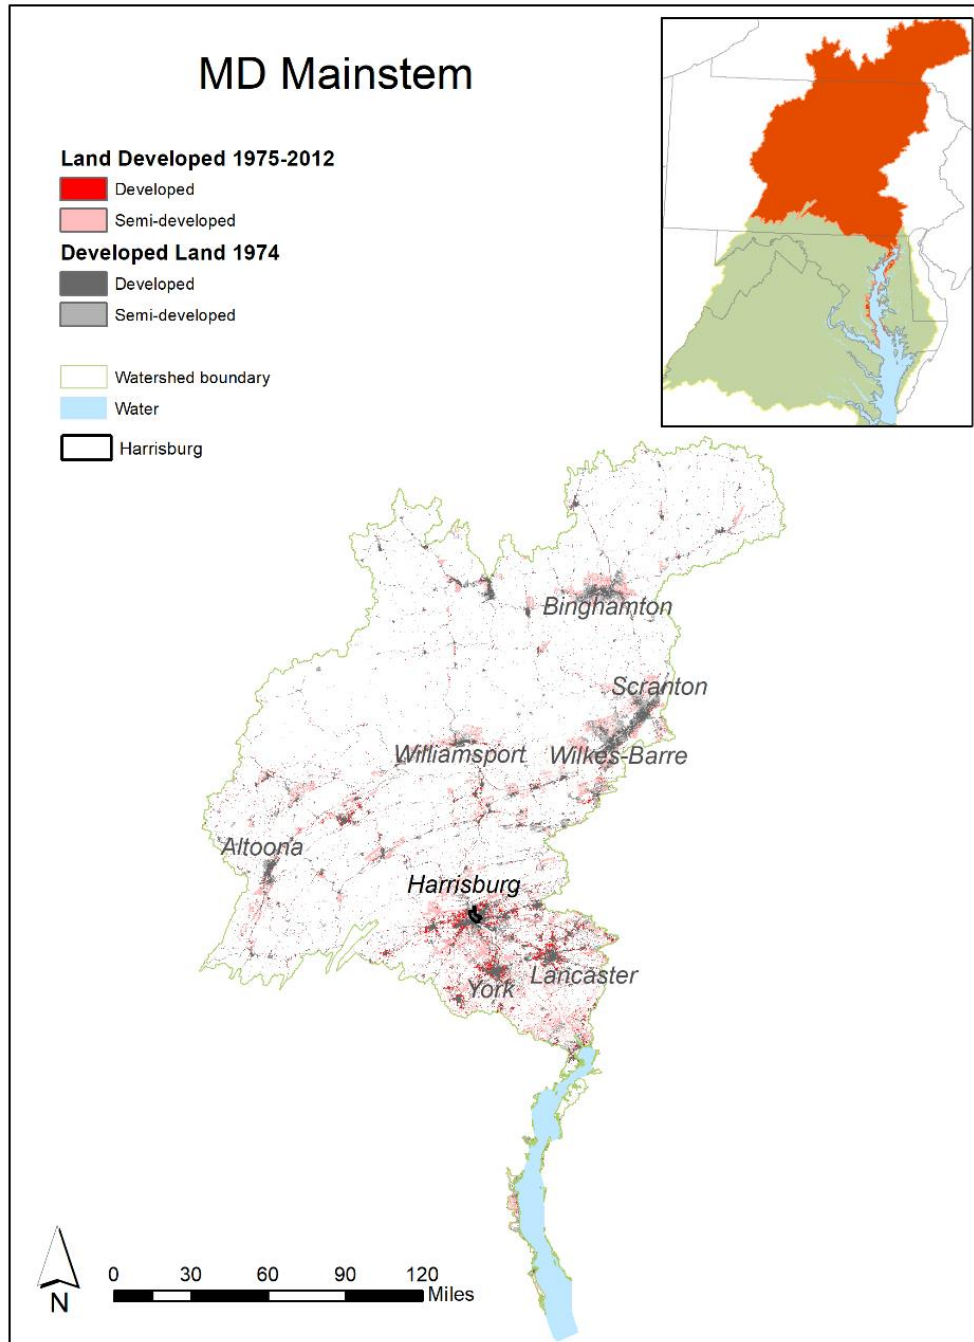 MD Mainstem
Land Developed 1975-2012
Developed
Semi-developed
Developed Land 1974
Developed
Semi-developed
Watershed boundary
Water
Harrisburg
Binghamton
Scranton
Williamsport
Wilkes-Barre
Altoona
Harrisburg
Lancaster
York
N
0 30 60 90 120
Miles